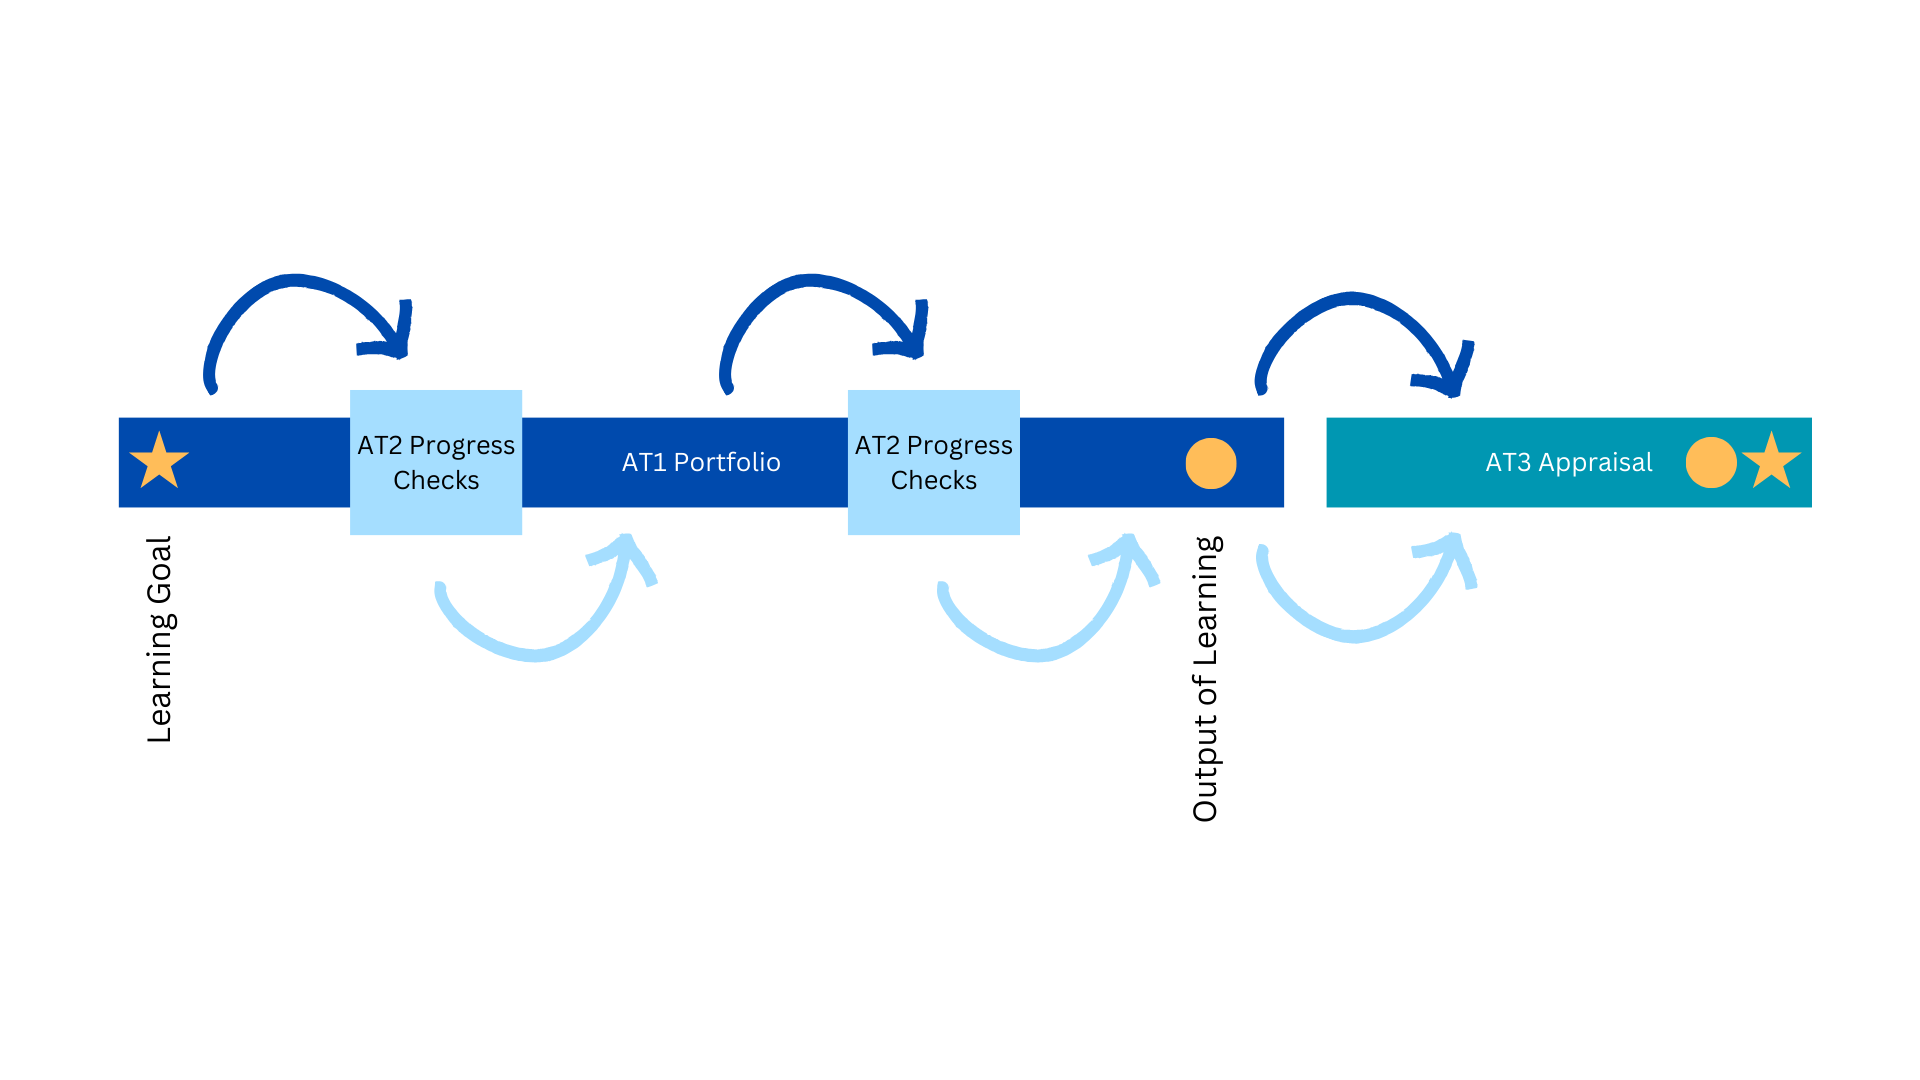 AT2 Progress
Checks
AT1 Portfolio
AT2 Progress
Checks
AT3 Appraisal
Learning Goal
Output of Learning